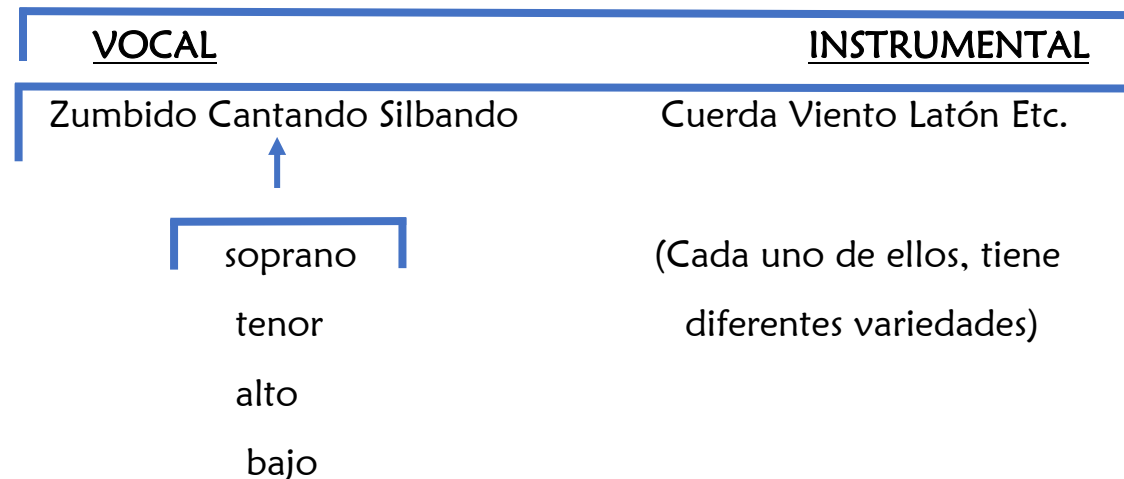 VOCAL INSTRUMENTAL
Zumbido Cantando Silbando Cuerda Viento Latón Etc.
soprano (Cada uno de ellos, tiene
tenor diferentes variedades)
alto
bajo